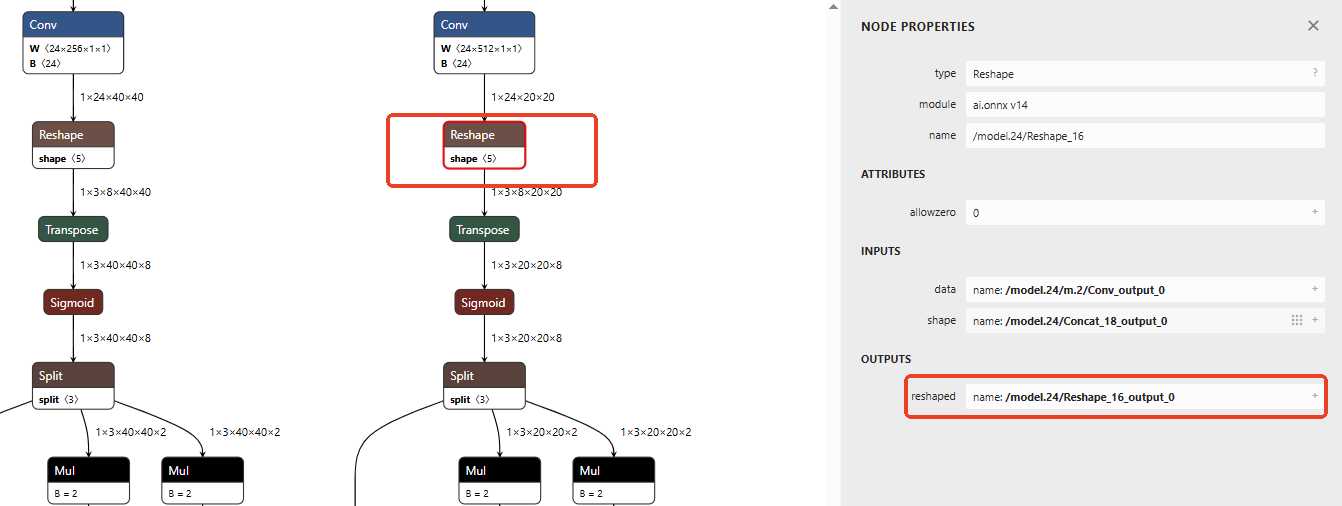 Conv
W ⟨24×256×1×1⟩
B ⟨24⟩
1×24×40×40
Reshape
shape ⟨5⟩
1×3×8×40×40
Transpose
1×3×40×40×8
Sigmoid
1×3×40×40×8
Split
split ⟨3⟩
1×3×40×40×2
1×3×40×40×2
Mul
B = 2
Mul
B = 2
Conv
W ⟨24×512×1×1⟩
B ⟨24⟩
1×24×20×20
Reshape
shape ⟨5⟩
1×3×8×20×20
Transpose
1×3×20×20×8
Sigmoid
1×3×20×20×8
Split
split ⟨3⟩
1×3×20×20×2
1×3×20×20×2
Mul
B = 2
Mul
B = 2
NODE PROPERTIES
type Reshape ?
module ai.onnx v14
name /model.24/Reshape_16
ATTRIBUTES
allowzero 0 +
INPUTS
data name: /model.24/m.2/Conv_output_0 +
shape name: /model.24/Concat_18_output_0 +
OUTPUTS
reshaped name: /model.24/Reshape_16_output_0 +